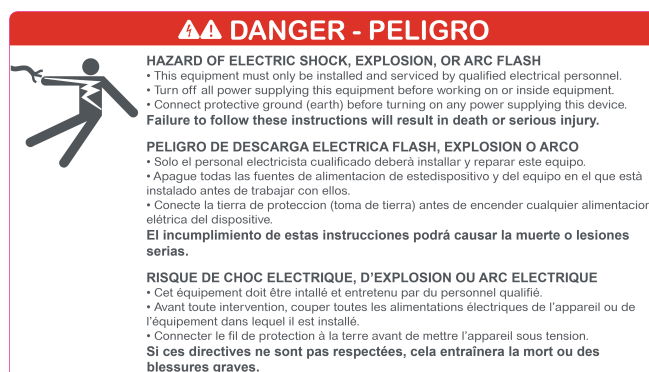 DANGER - PELIGRO
HAZARD OF ELECTRIC SHOCK, EXPLOSION, OR ARC FLASH
• This equipment must only be installed and serviced by qualified electrical personnel.
• Turn off all power supplying this equipment before working on or inside equipment.
• Connect protective ground (earth) before turning on any power supplying this device.
Failure to follow these instructions will result in death or serious injury.
PELIGRO DE DESCARGA ELECTRICA FLASH, EXPLOSION O ARCO
• Solo el personal electricista cualificado deberà installar y reparar este equipo.
• Apague todas las fuentes de alimentacion de estedispositivo y del equipo en el que està
instalado antes de trabajar con ellos.
• Conecte la tierra de proteccion (toma de tierra) antes de encender cualquier alimentacion
elétrica del dispositive.
El incumplimiento de estas instrucciones podrá causar la muerte o lesiones
serias.
RISQUE DE CHOC ELECTRIQUE, D'EXPLOSION OU ARC ELECTRIQUE
• Cet équipement doit être intallé et entretenu par du personnel qualifié.
• Avant toute intervention, couper toutes les alimentations électriques de l'appareil ou de
l'équipement dans lequel il est installé.
• Connecter le fil de protection à la terre avant de mettre l'appareil sous tension.
Si ces directives ne sont pas respectées, cela entraînera la mort ou des
blessures graves.